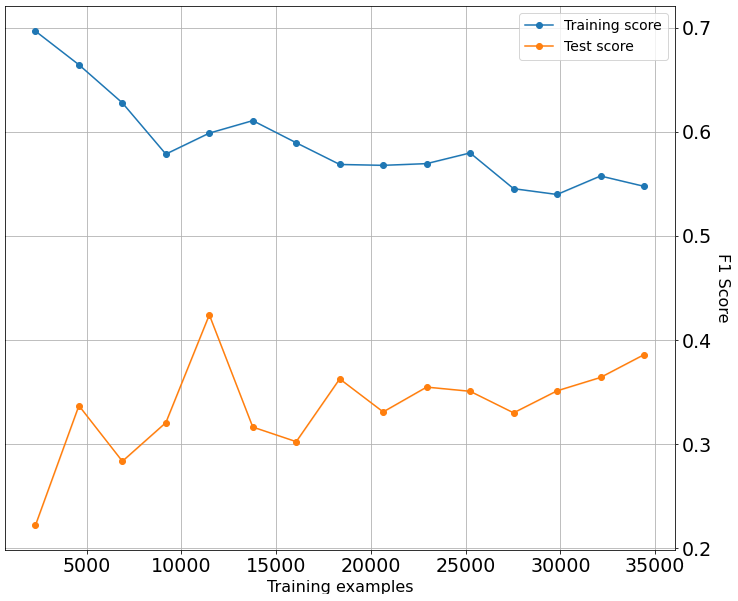 Training score
Test score
0.7
0.6
0.5
0.4
0.3
0.2
F1 Score
5000 10000 15000 20000 25000 30000 35000
Training examples